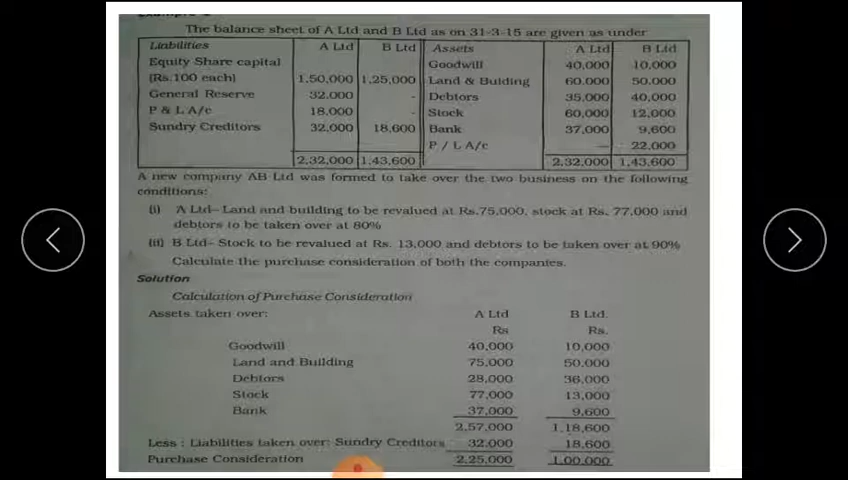 The balance sheet of A Ltd and B Ltd as on 31-3-15 are given as under
Liabilities A Ltd B Ltd Assets A Ltd B Ltd
Equity Share capital Goodwill 40,000 10,000
(Rs.100 each) 1,50,000 1,25,000 Land & Buiding 60.000 50.000
General Reserve 32.000 - Debtors 35,000 40,000
P & L A/c 18.000 - Stock 60,000 12,000
Sundry Creditors 32,000 18,600 Bank 37,000 9,600
P / L A/c — 22.000
2,32,000 1,43,600 2,32,000 1,43,600
A new company AB Ltd was formed to take over the two business on the following
conditions:
(i) A Ltd– Land and building to be revalued at Rs.75,000, stock at Rs. 77,000 and
debtors to be taken over at 80%
(ii) B Ltd– Stock to be revalued at Rs. 13,000 and debtors to be taken over at 90%
Calculate the purchase consideration of both the companies.
Solution
Calculation of Purchase Consideration
Assets taken over: A Ltd B Ltd.
Rs Rs.
Goodwill 40,000 10,000
Land and Building 75,000 50,000
Debtors 28,000 36,000
Stock 77,000 13,000
Bank 37,000 9,600
2,57,000 1,18,600
Less : Liabilities taken over: Sundry Creditors 32,000 18,600
Purchase Consideration 2,25,000 1,00,000